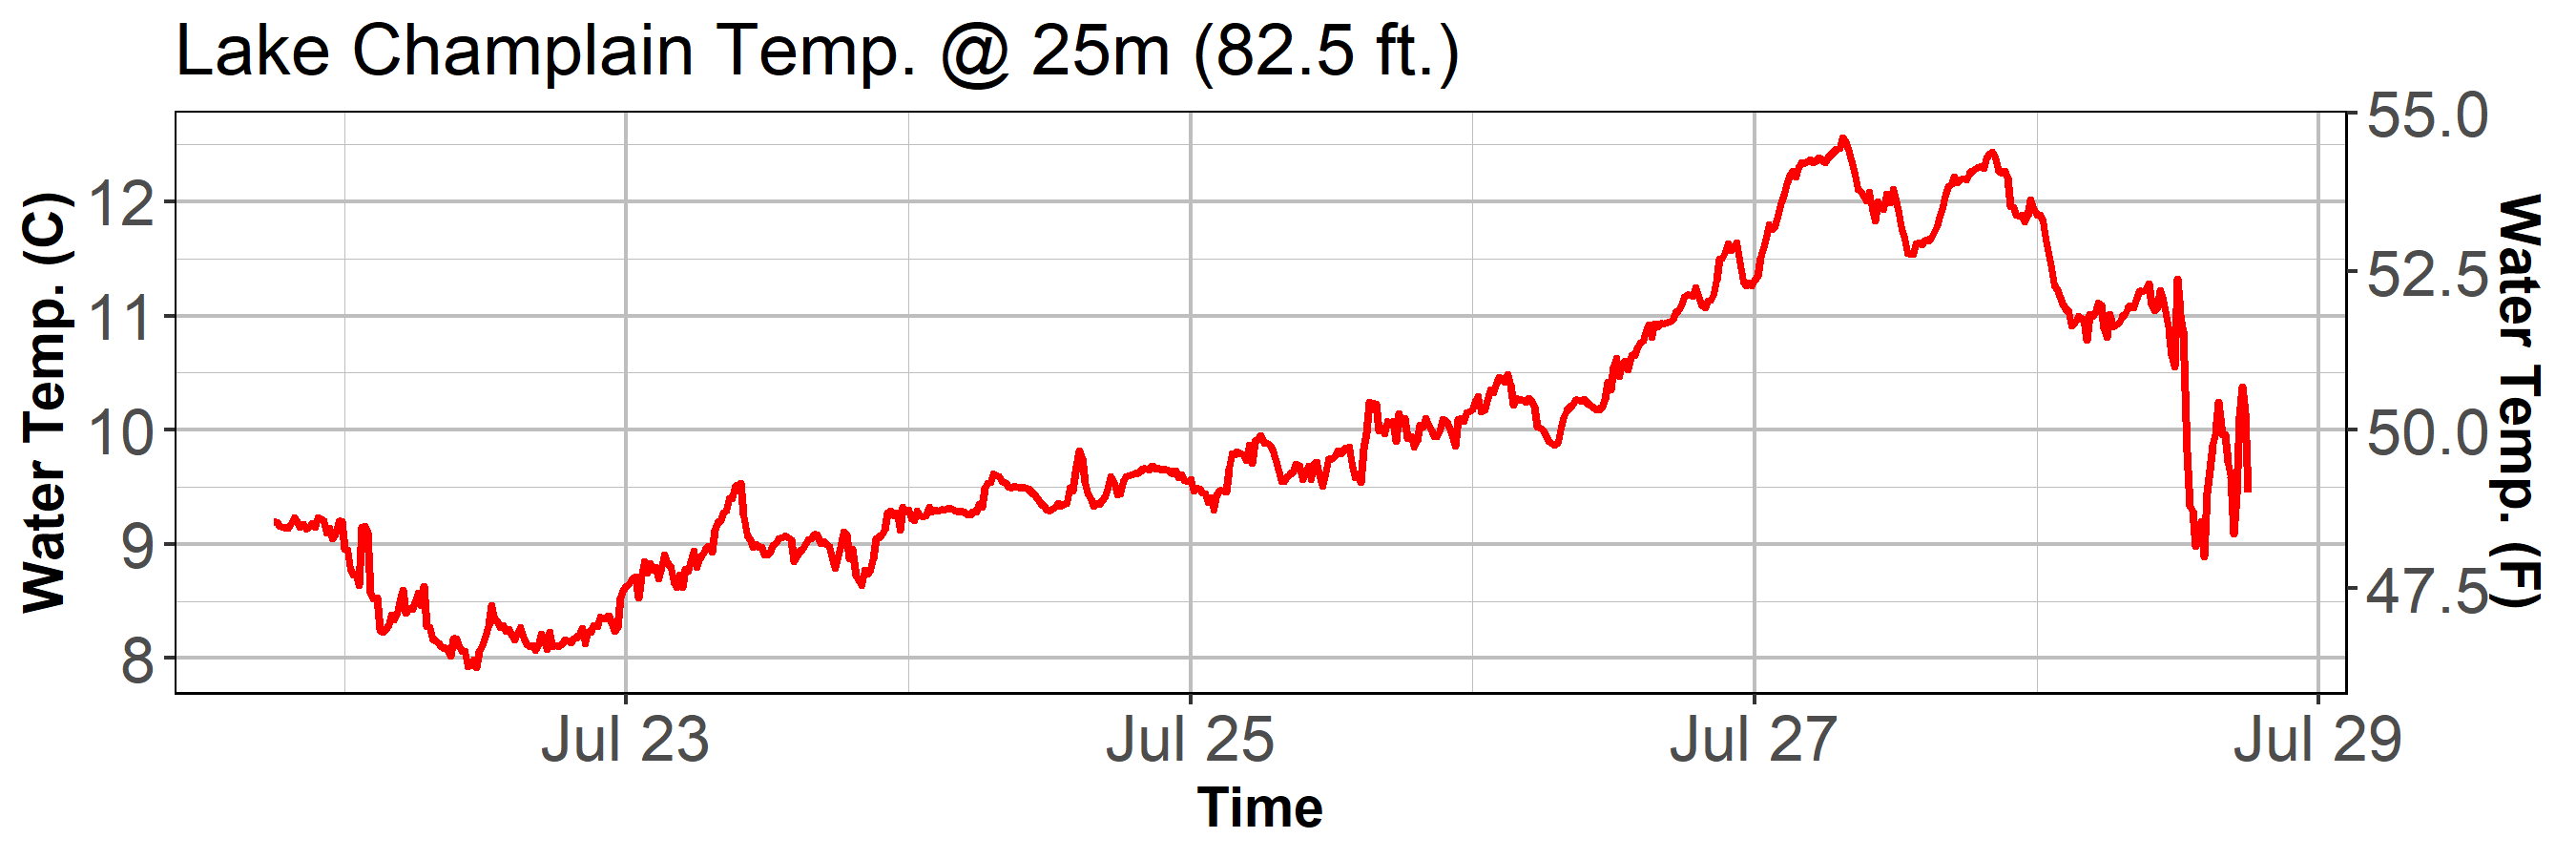 Lake Champlain Temp. @ 25m (82.5 ft.)
Water Temp. (C)
12
11
10
9
8
55.0
52.5
50.0
47.5
Water Temp. (F)
Jul 23 Jul 25 Jul 27 Jul 29
Time